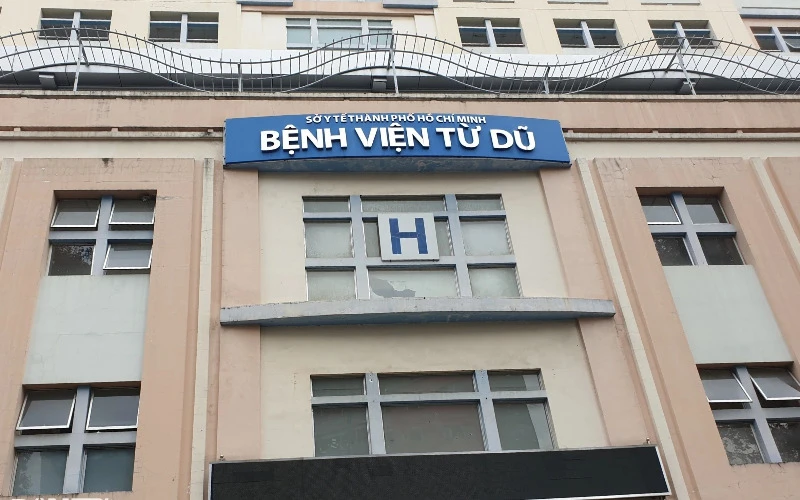 SỞ Y TẾ THÀNH PHỐ HỒ CHÍ MINH
BỆNH VIỆN TỪ DŨ
H